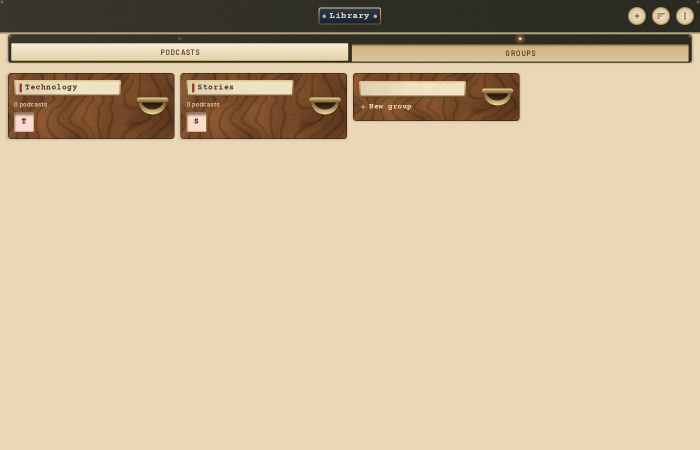 Library
PODCASTS
GROUPS
Technology
0 podcasts
T
Stories
0 podcasts
S
+ New group